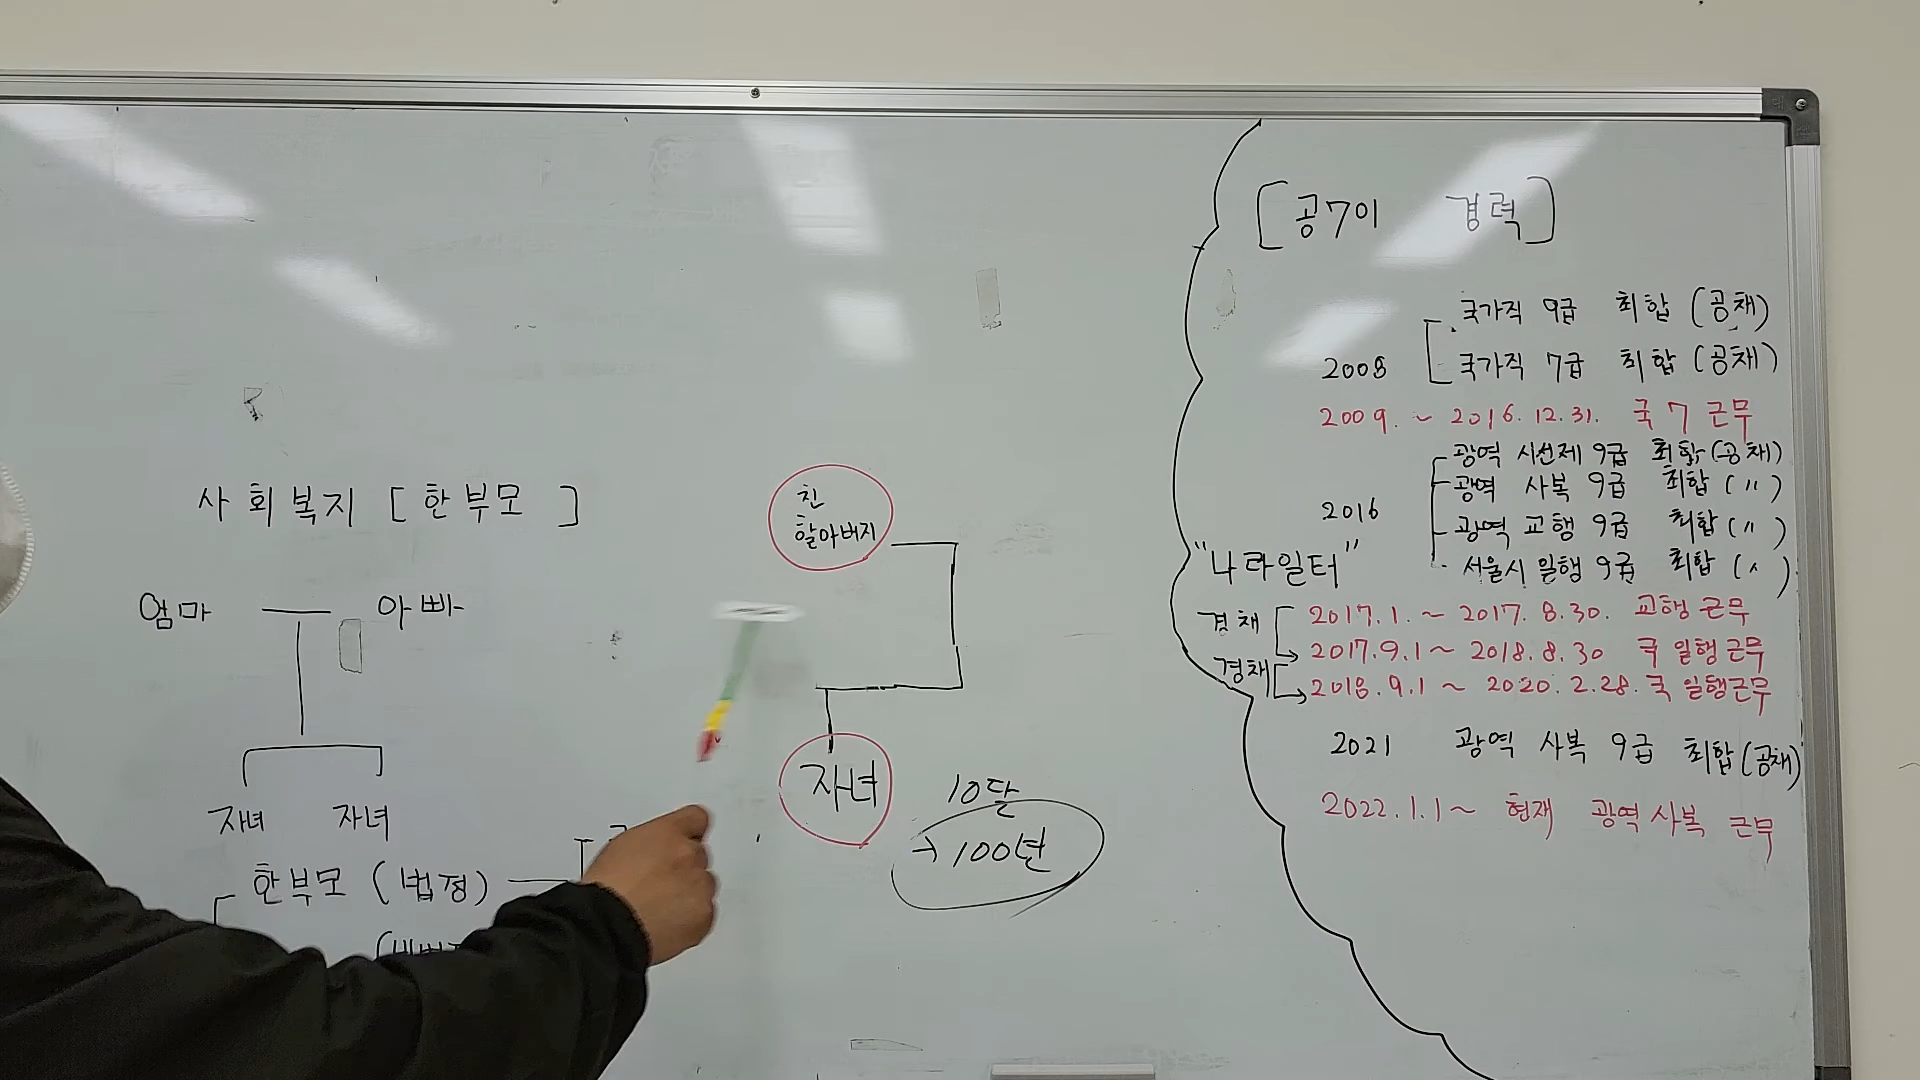 사회복지 [한부모]
엄마 아빠
자녀 자녀
한부모 (법정)
친
할아버지
자녀
10달
→ 100년
[공7이 경력]
국가직 9급 최합 (공채)
2008 국가직 7급 최합 (공채)
2009. ~ 2016. 12. 31. 국 7 근무
광역 시선제 9급 최합 (공채)
광역 사복 9급 최합 (〃)
2016
광역 교행 9급 최합 (〃)
"나라일터"
서울시 일행 9급 최합 (〃)
경채 2017. 1. ~ 2017. 8. 30. 교행 근무
2017. 9. 1 ~ 2018. 8. 30 국 일행 근무
경채 2018. 9. 1 ~ 2020. 2. 28. 국 일행근무
2021 광역 사복 9급 최합 (공채)
2022. 1. 1 ~ 현재 광역 사복 근무